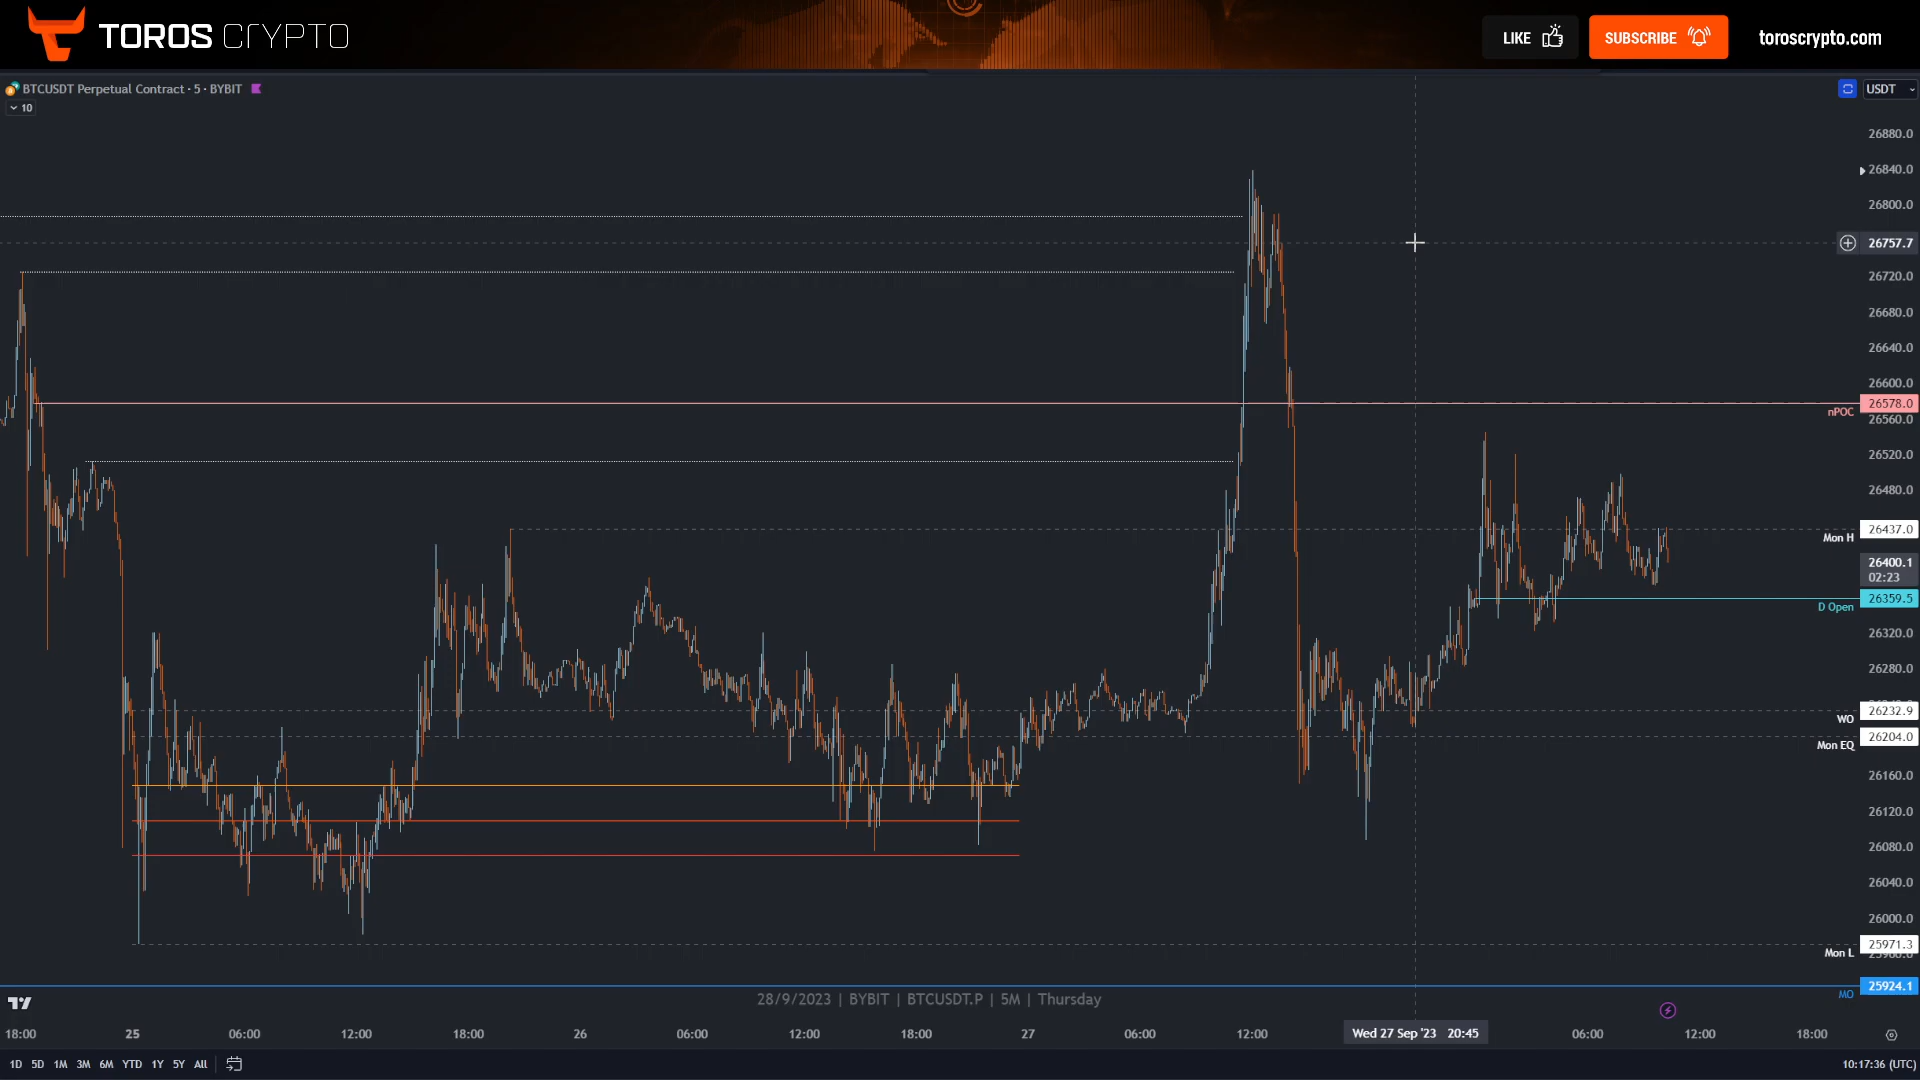 TOROS CRYPTO
LIKE
SUBSCRIBE
toroscrypto.com
BTCUSDT Perpetual Contract · 5 · BYBIT
USDT
10
26880.0
26840.0
26800.0
26757.7
26720.0
26680.0
26640.0
26600.0
26578.0
nPOC
26560.0
26520.0
26480.0
26437.0
Mon H
26400.1
02:23
26359.5
D Open
26320.0
26280.0
26232.9
WO
26204.0
Mon EQ
26160.0
26120.0
26080.0
26040.0
26000.0
25971.3
Mon L
25924.1
MO
28/9/2023 | BYBIT | BTCUSDT.P | 5M | Thursday
18:00 25 06:00 12:00 18:00 26 06:00 12:00 18:00 27 06:00 12:00 Wed 27 Sep '23 20:45 06:00 12:00 18:00
1D 5D 1M 3M 6M YTD 1Y 5Y All
10:17:36 (UTC)